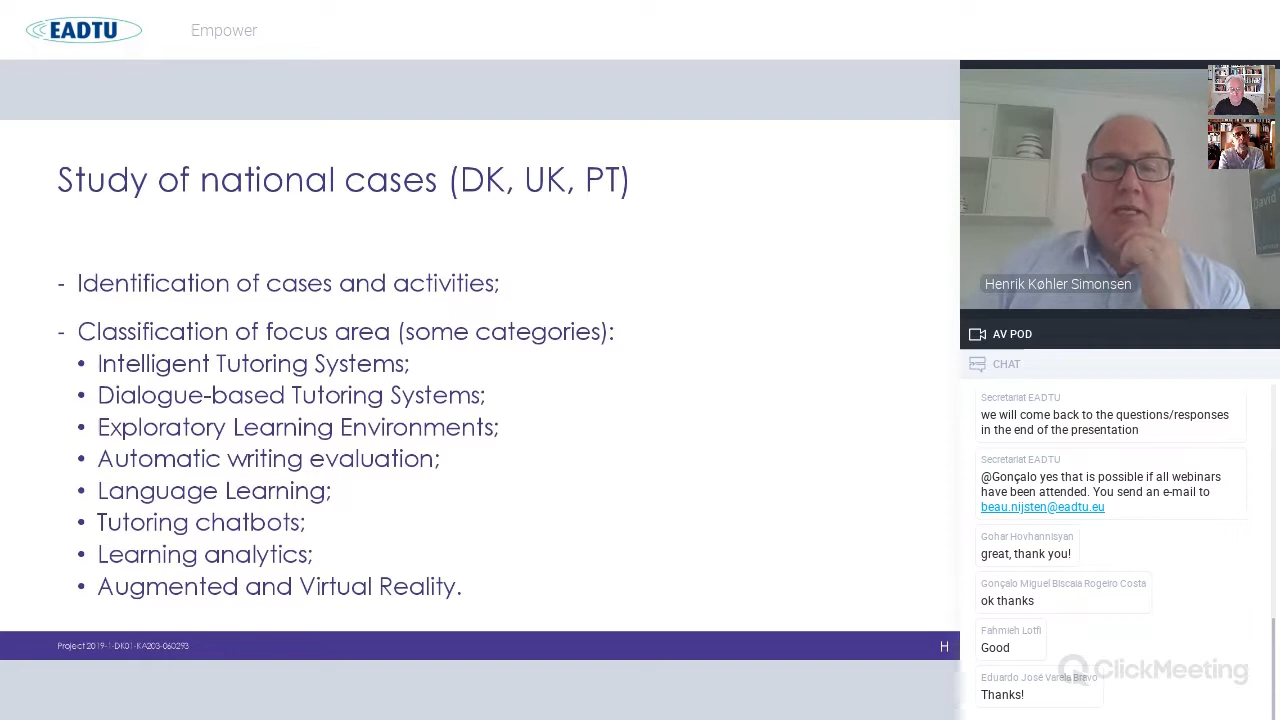 EADTU
Empower
Study of national cases (DK, UK, PT)
- Identification of cases and activities;
- Classification of focus area (some categories):
• Intelligent Tutoring Systems;
• Dialogue-based Tutoring Systems;
• Exploratory Learning Environments;
• Automatic writing evaluation;
• Language Learning;
• Tutoring chatbots;
• Learning analytics;
• Augmented and Virtual Reality.
Project 2019-1-DK01-KA203-060293
H
David
Henrik Køhler Simonsen
AV POD
CHAT
Secretariat EADTU
we will come back to the questions/responses
in the end of the presentation
Secretariat EADTU
@Gonçalo yes that is possible if all webinars
have been attended. You send an e-mail to
beau.nijsten@eadtu.eu
Gohar Hovhannisyan
great, thank you!
Gonçalo Miguel Biscaia Rogeiro Costa
ok thanks
Fahmieh Lotfi
Good
Eduardo José Varela Bravo
Thanks!
ClickMeeting